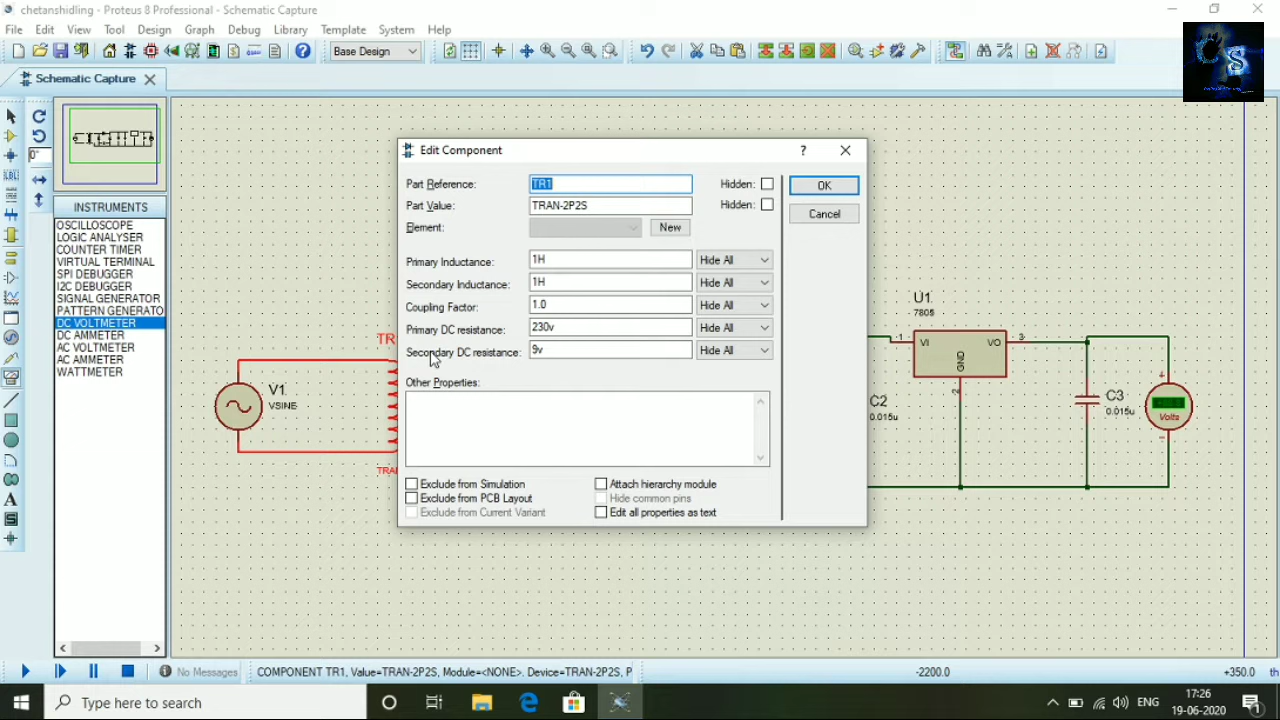 chetanshidling - Proteus 8 Professional - Schematic Capture
File Edit View Tool Design Graph Debug Library Template System Help
Base Design
Schematic Capture
CS
0°
INSTRUMENTS
OSCILLOSCOPE
LOGIC ANALYSER
COUNTER TIMER
VIRTUAL TERMINAL
SPI DEBUGGER
I2C DEBUGGER
SIGNAL GENERATOR
PATTERN GENERATO
DC VOLTMETER
DC AMMETER
AC VOLTMETER
AC AMMETER
WATTMETER
Edit Component
Part Reference: TR1 Hidden: OK
Part Value: TRAN-2P2S Hidden: Cancel
Element: New
Primary Inductance: 1H Hide All
Secondary Inductance: 1H Hide All
Coupling Factor: 1.0 Hide All
Primary DC resistance: 230v Hide All
Secondary DC resistance: 9v Hide All
Other Properties:
Exclude from Simulation Attach hierarchy module
Exclude from PCB Layout Hide common pins
Exclude from Current Variant Edit all properties as text
TR
V1
VSINE
TRA
U1
7805
1 VI VO 3
GND
2
C2
0.015u
C3
0.015u
Volts
No Messages COMPONENT TR1, Value=TRAN-2P2S, Module=<NONE>. Device=TRAN-2P2S, P -2200.0 +350.0 th
Type here to search
ENG
17:26
19-06-2020
1